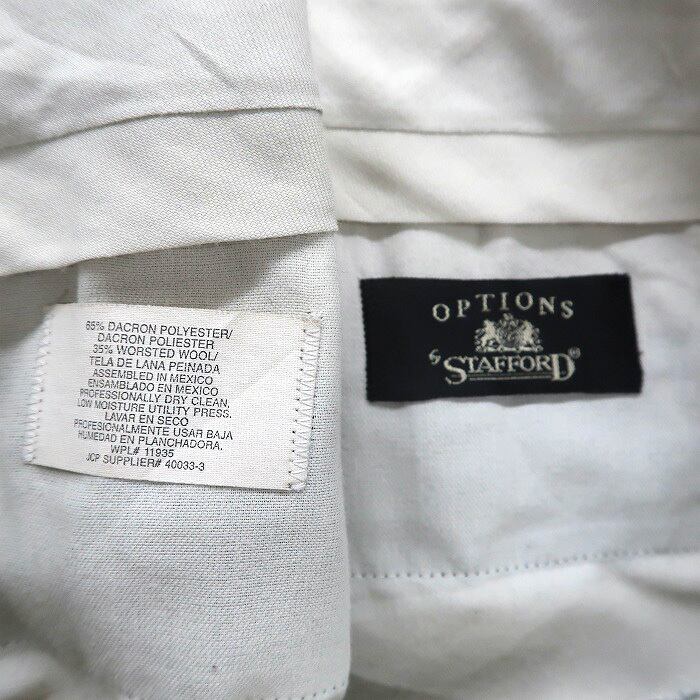 65% DACRON POLYESTER/
DACRON POLIESTER
35% WORSTED WOOL/
TELA DE LANA PEINADA
ASSEMBLED IN MEXICO
ENSAMBLADO EN MEXICO
PROFESSIONALLY DRY CLEAN,
LOW MOISTURE UTILITY PRESS.
LAVAR EN SECO
PROFESIONALMENTE USAR BAJA
HUMEDAD EN PLANCHADORA.
WPL# 11935
JCP SUPPLIER# 40033-3
OPTIONS
STAFFORD®